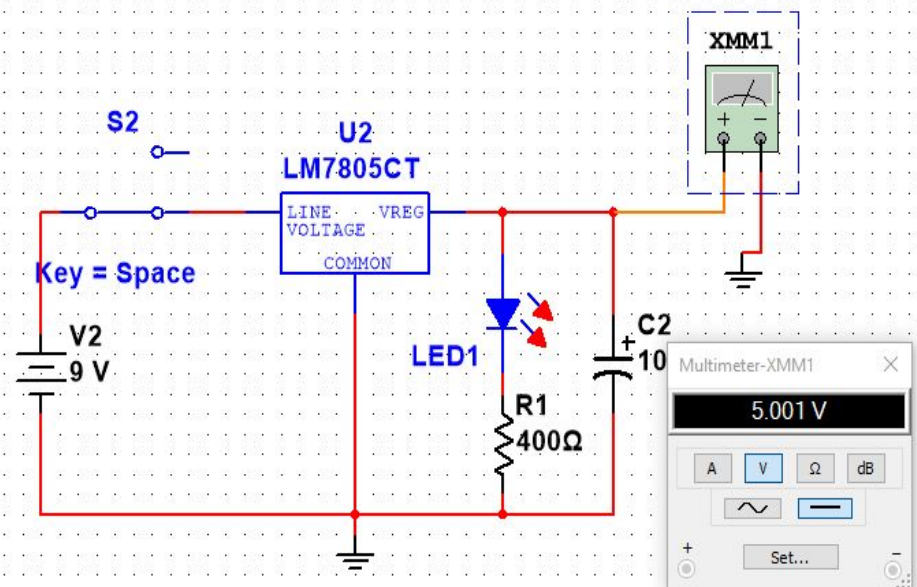 XMM1
+ −
S2
U2
LM7805CT
LINE VREG
VOLTAGE
COMMON
Key = Space
V2
9 V
LED1
R1
400Ω
+
C2
10
Multimeter-XMM1
5.001 V
A V Ω dB
+ Set... −